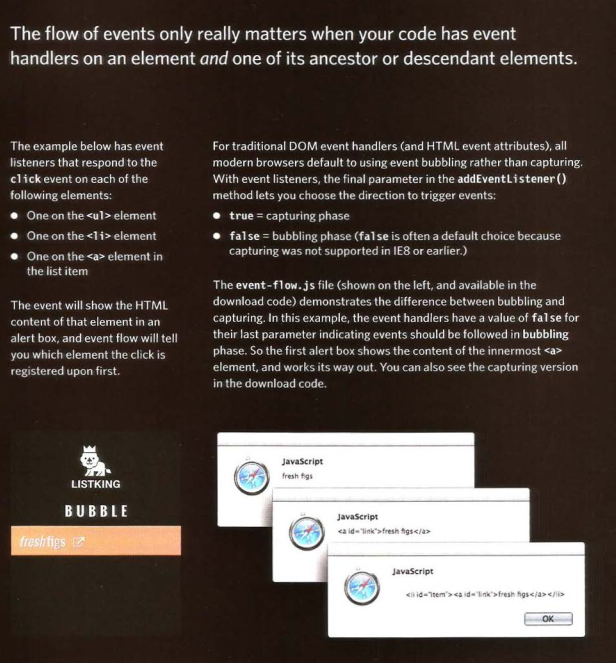 The flow of events only really matters when your code has event
handlers on an element and one of its ancestor or descendant elements.
The example below has event
listeners that respond to the
click event on each of the
following elements:
● One on the <ul> element
● One on the <li> element
● One on the <a> element in
the list item
The event will show the HTML
content of that element in an
alert box, and event flow will tell
you which element the click is
registered upon first.
For traditional DOM event handlers (and HTML event attributes), all
modern browsers default to using event bubbling rather than capturing.
With event listeners, the final parameter in the addEventListener()
method lets you choose the direction to trigger events:
● true = capturing phase
● false = bubbling phase (false is often a default choice because
capturing was not supported in IE8 or earlier.)
The event-flow.js file (shown on the left, and available in the
download code) demonstrates the difference between bubbling and
capturing. In this example, the event handlers have a value of false for
their last parameter indicating events should be followed in bubbling
phase. So the first alert box shows the content of the innermost <a>
element, and works its way out. You can also see the capturing version
in the download code.
LISTKING
BUBBLE
freshfigs
JavaScript
fresh figs
JavaScript
<a id="link">fresh figs</a>
JavaScript
<li id="item"><a id="link">fresh figs</a></li>
OK